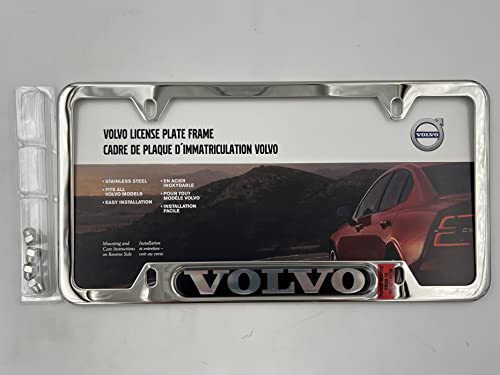 VOLVO LICENSE PLATE FRAME
CADRE DE PLAQUE D'IMMATRICULATION VOLVO
VOLVO
• STAINLESS STEEL
• FITS ALL
VOLVO MODELS
• EASY INSTALLATION
• EN ACIER
INOXYDABLE
• POUR TOUT
MODÈLE VOLVO
• INSTALLATION
FACILE
Mounting and
Care Instructions
on Reverse Side
Installation
et entretien -
voir au verso
VOLVO